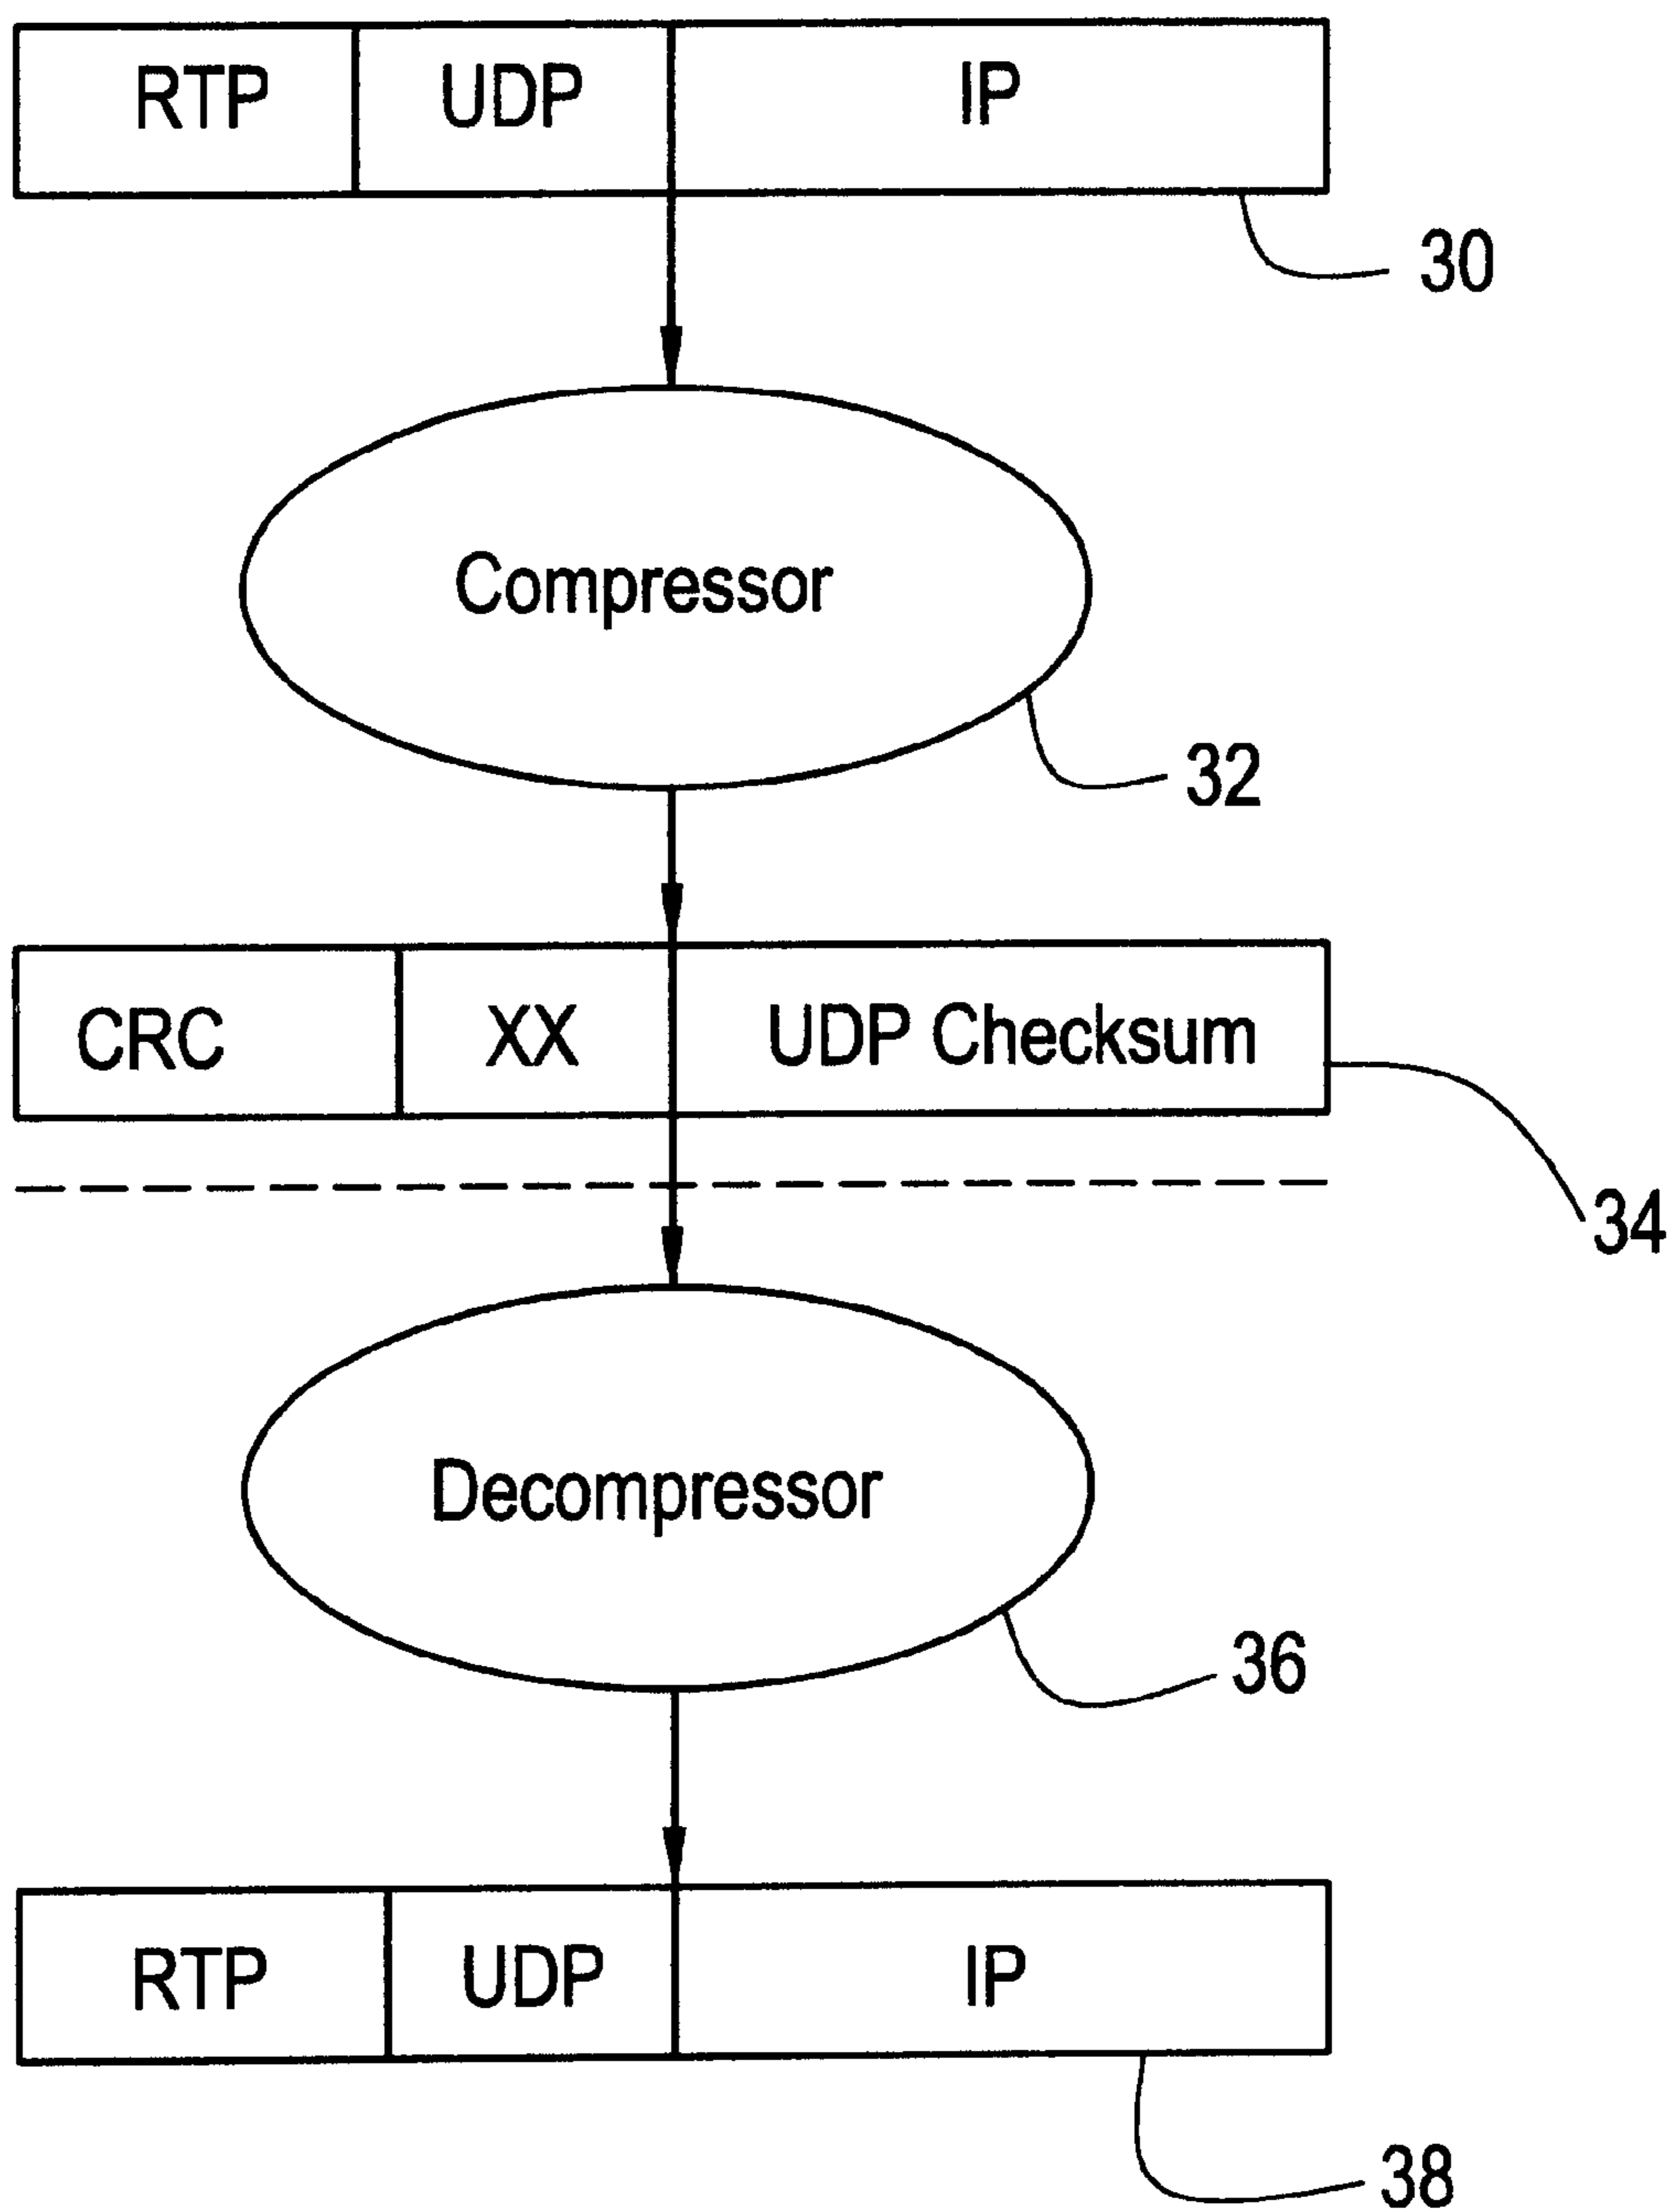 RTP UDP IP
30
Compressor
32
CRC XX UDP Checksum
34
Decompressor
36
RTP UDP IP
38